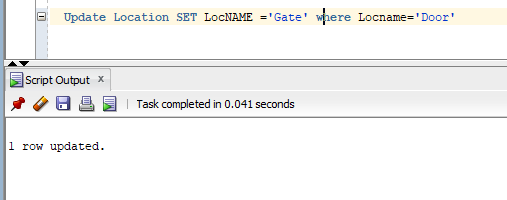 Update Location SET LocNAME ='Gate' where Locname='Door'
Script Output x
Task completed in 0.041 seconds
1 row updated.